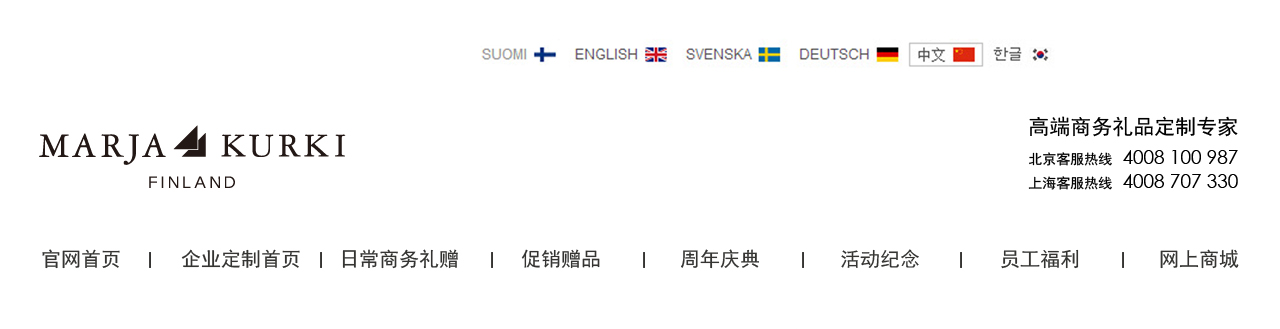 SUOMI ENGLISH SVENSKA DEUTSCH 中文 한글
MARJA KURKI
FINLAND
高端商务礼品定制专家
北京客服热线 4008 100 987
上海客服热线 4008 707 330
官网首页 | 企业定制首页 | 日常商务礼赠 | 促销赠品 | 周年庆典 | 活动纪念 | 员工福利 | 网上商城